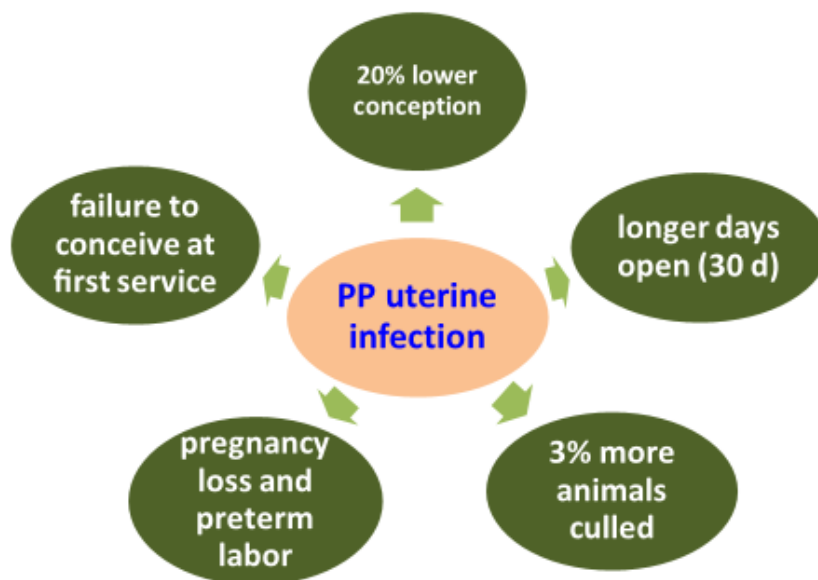 20% lower
conception
failure to
conceive at
first service
longer days
open (30 d)
PP uterine
infection
pregnancy
loss and
preterm
labor
3% more
animals
culled